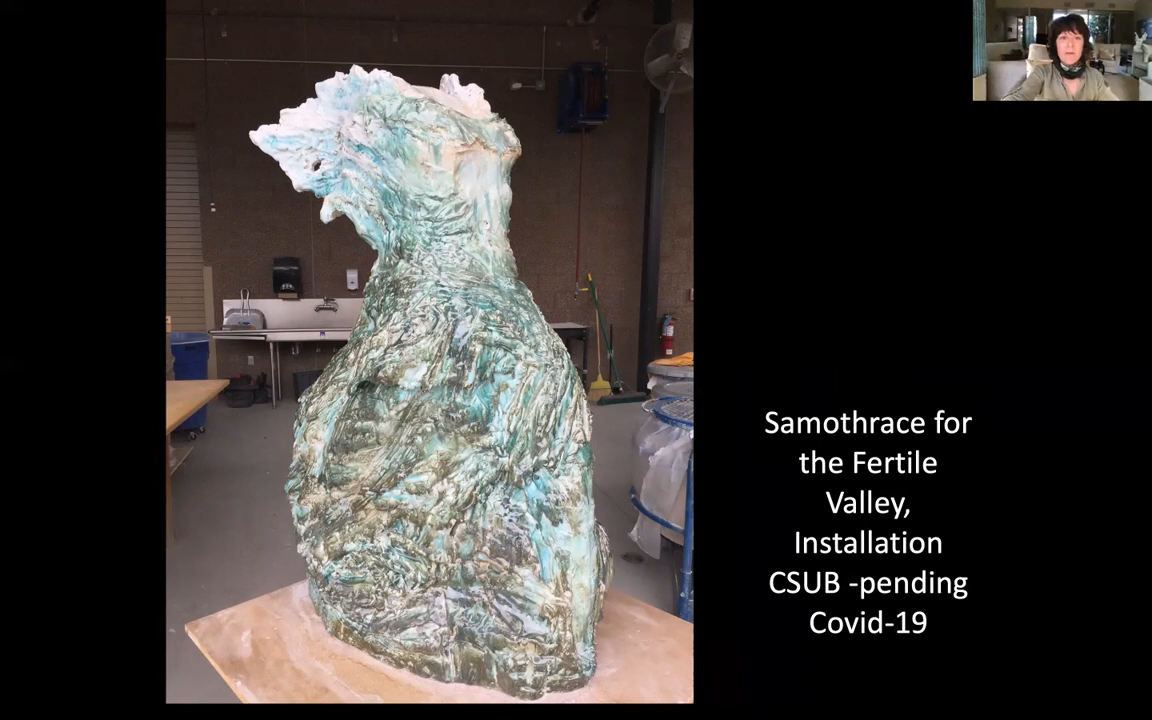 Samothrace for
the Fertile
Valley,
Installation
CSUB -pending
Covid-19